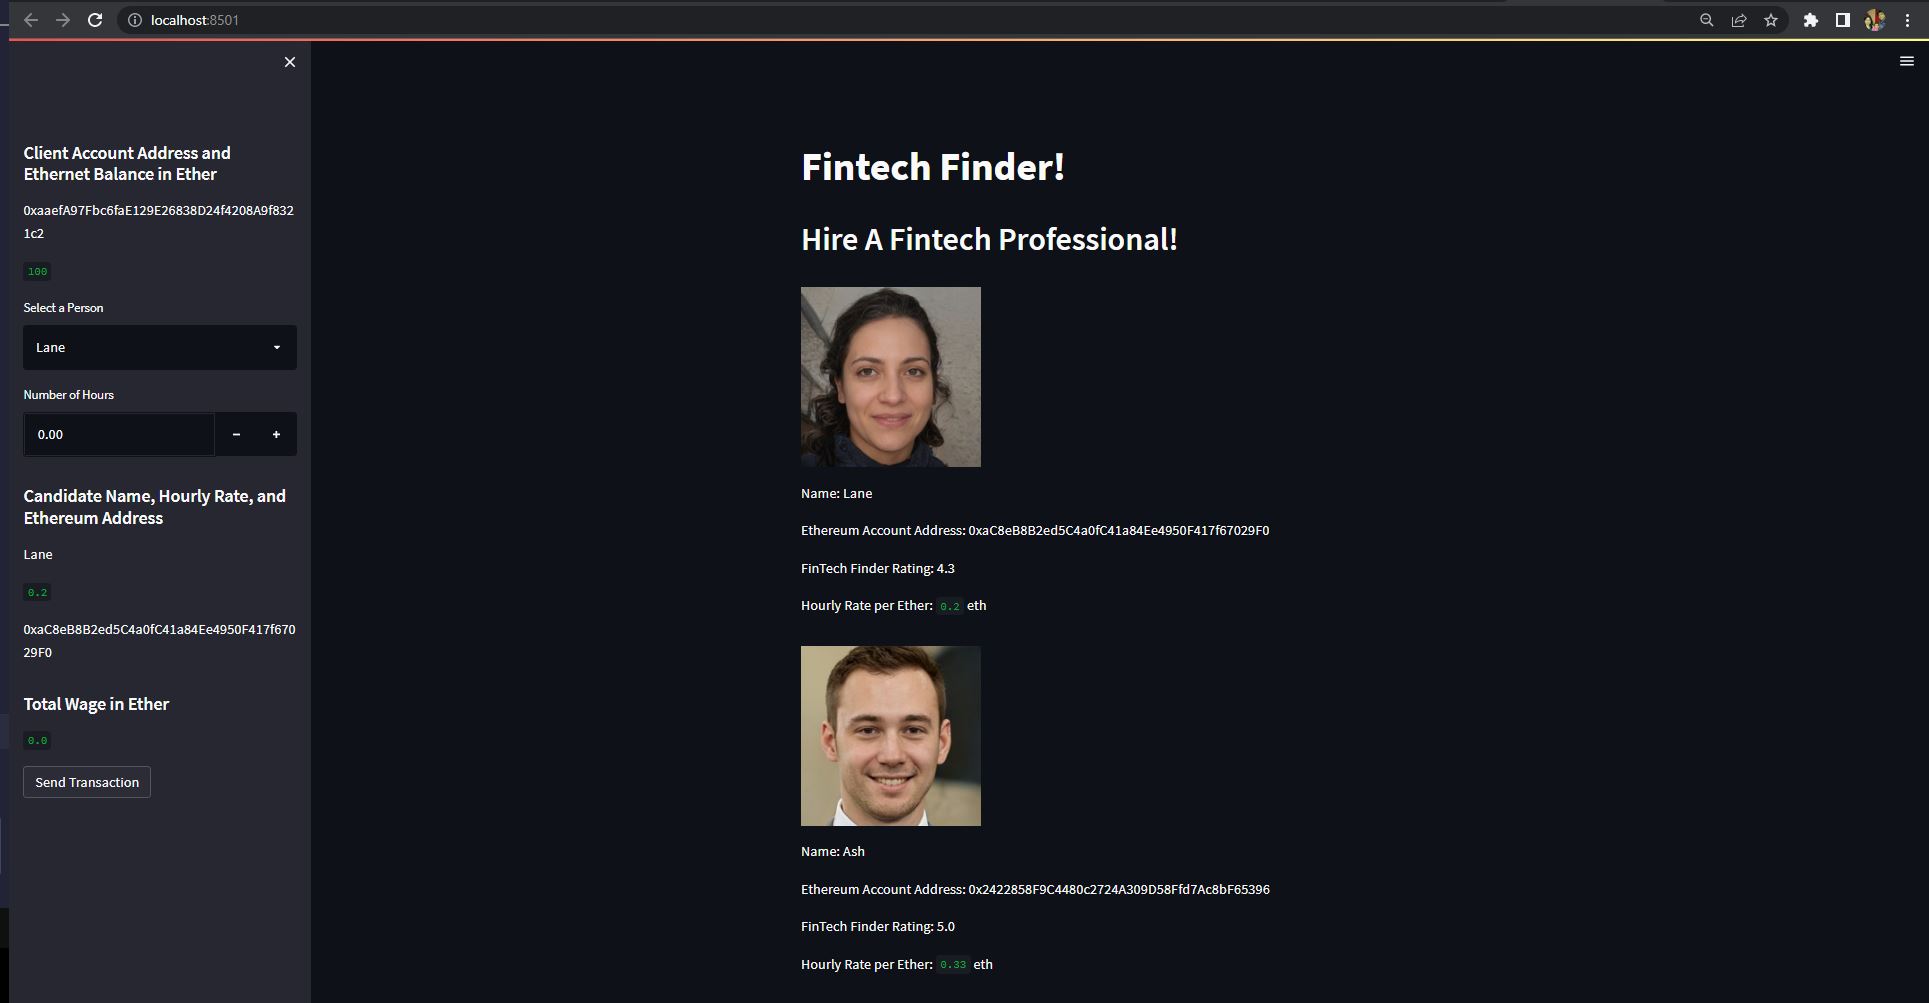 localhost:8501
Client Account Address and
Ethernet Balance in Ether
0xaaefA97Fbc6faE129E26838D24f4208A9f832
1c2
100
Select a Person
Lane
Number of Hours
0.00
Candidate Name, Hourly Rate, and
Ethereum Address
Lane
0.2
0xaC8eB8B2ed5C4a0fC41a84Ee4950F417f670
29F0
Total Wage in Ether
0.0
Send Transaction
Fintech Finder!
Hire A Fintech Professional!
Name: Lane
Ethereum Account Address: 0xaC8eB8B2ed5C4a0fC41a84Ee4950F417f67029F0
FinTech Finder Rating: 4.3
Hourly Rate per Ether: 0.2 eth
Name: Ash
Ethereum Account Address: 0x2422858F9C4480c2724A309D58Ffd7Ac8bF65396
FinTech Finder Rating: 5.0
Hourly Rate per Ether: 0.33 eth